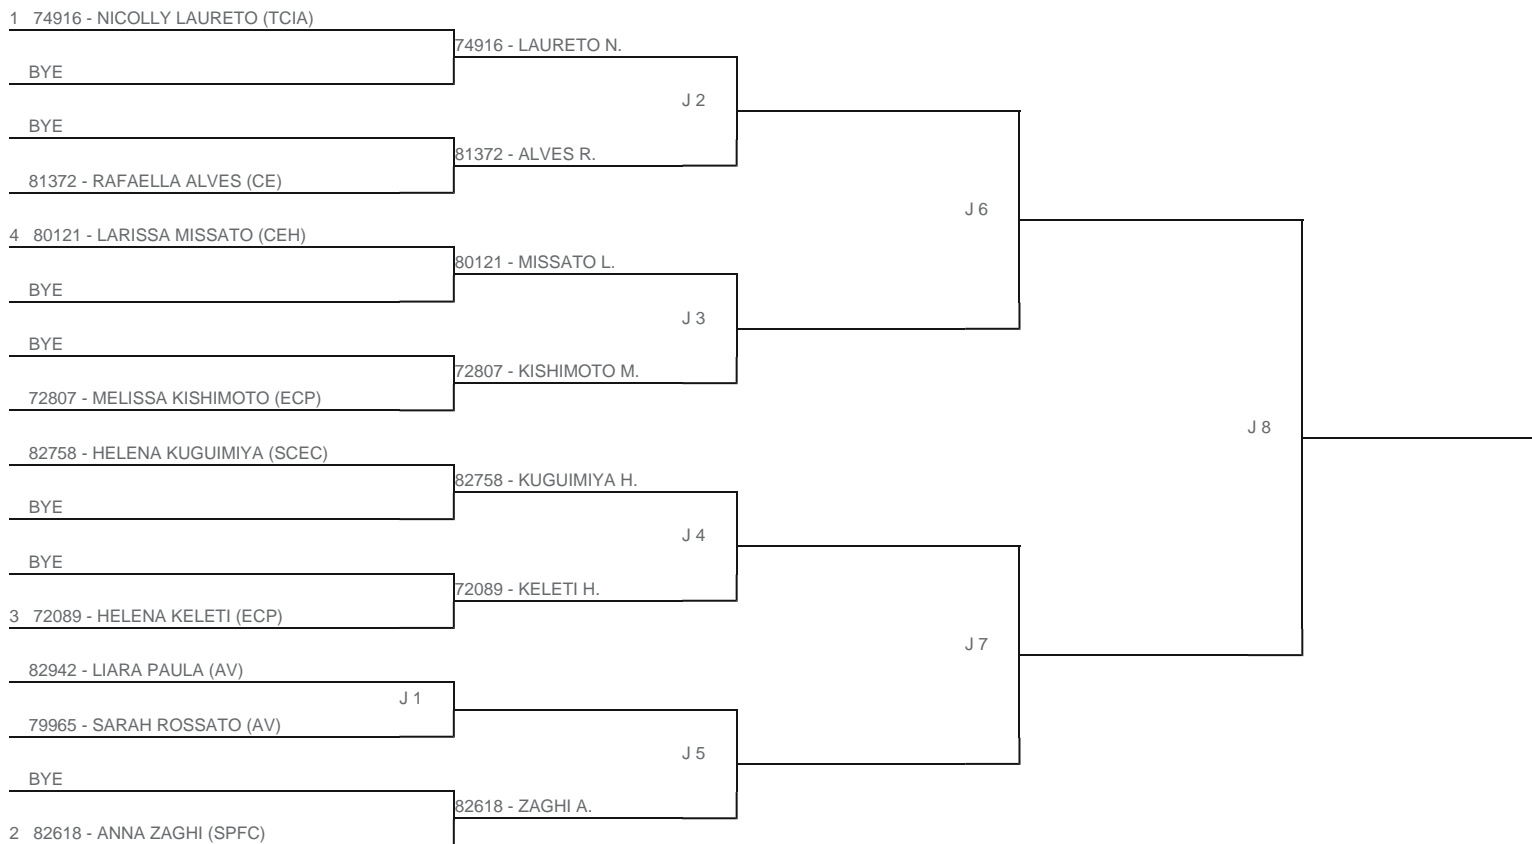 1 74916 - NICOLLY LAURETO (TCIA)
74916 - LAURETO N.
BYE
J 2
BYE
81372 - ALVES R.
81372 - RAFAELLA ALVES (CE)
J 6
4 80121 - LARISSA MISSATO (CEH)
80121 - MISSATO L.
BYE
J 3
BYE
72807 - KISHIMOTO M.
72807 - MELISSA KISHIMOTO (ECP)
J 8
82758 - HELENA KUGUIMIYA (SCEC)
82758 - KUGUIMIYA H.
BYE
J 4
BYE
72089 - KELETI H.
3 72089 - HELENA KELETI (ECP)
J 7
82942 - LIARA PAULA (AV)
J 1
79965 - SARAH ROSSATO (AV)
J 5
BYE
82618 - ZAGHI A.
2 82618 - ANNA ZAGHI (SPFC)